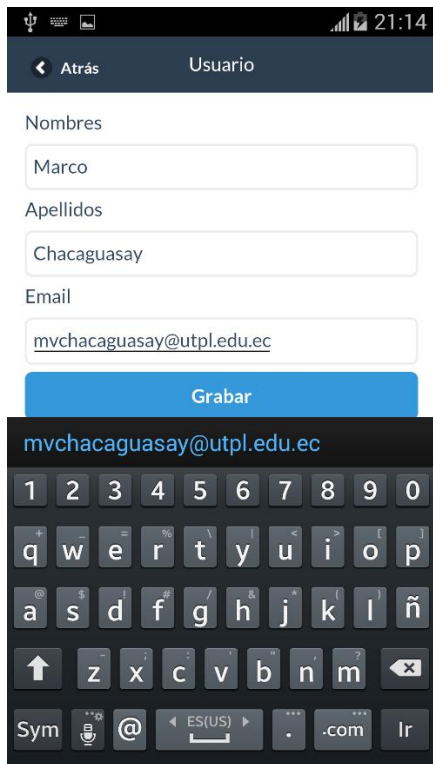 21:14
Atrás Usuario
Nombres
Marco
Apellidos
Chacaguasay
Email
mvchacaguasay@utpl.edu.ec
Grabar
mvchacaguasay@utpl.edu.ec
1 2 3 4 5 6 7 8 9 0
+ _ = % \ | < > [ ]
q w e r t y u i o p
@ $ ! # / & * ( )
a s d f g h j k l ñ
- ; : ' " , ?
z x c v b n m
Sym @ ES(US) . .com Ir